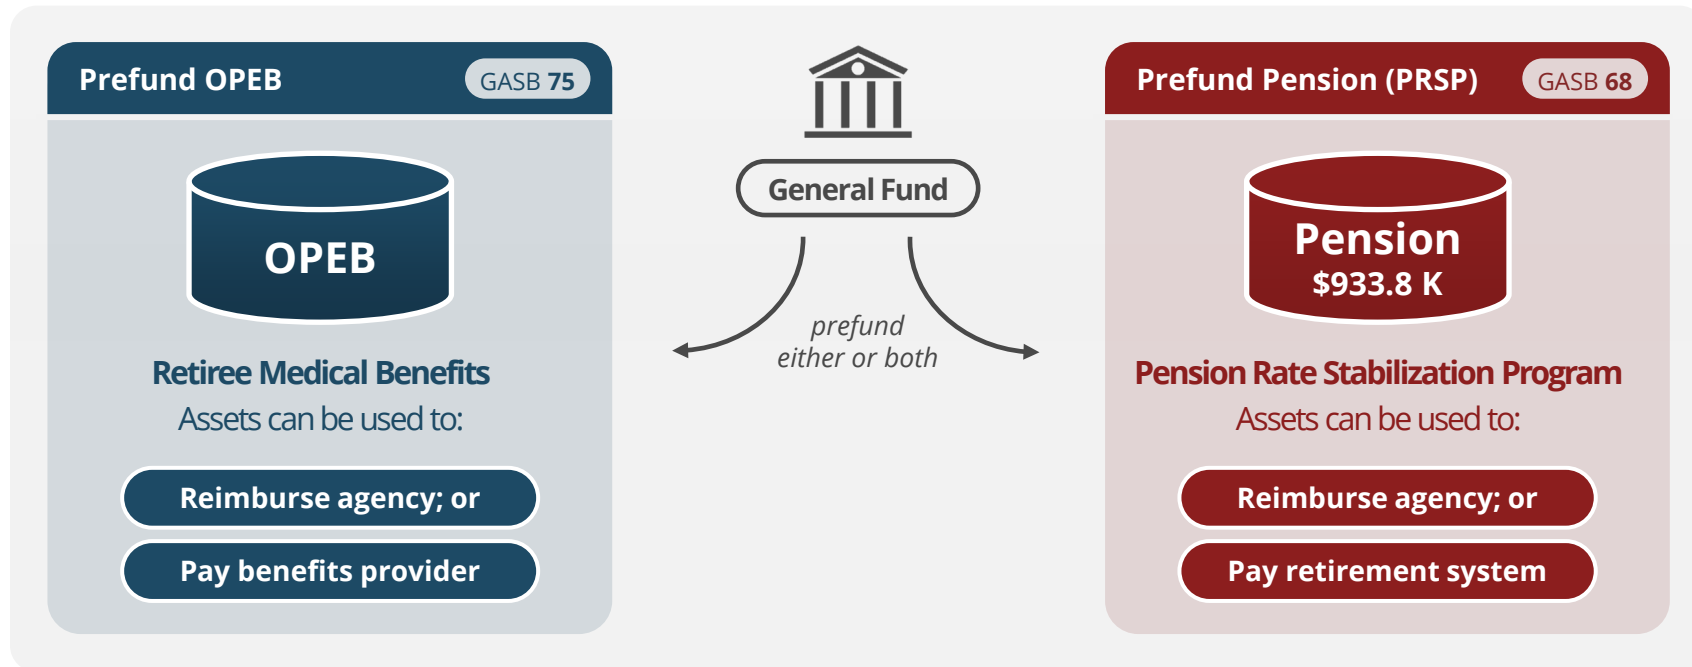 Prefund OPEB
GASB 75
OPEB
Retiree Medical Benefits
Assets can be used to:
Reimburse agency; or
Pay benefits provider
General Fund
prefund
either or both
Prefund Pension (PRSP)
GASB 68
Pension
$933.8 K
Pension Rate Stabilization Program
Assets can be used to:
Reimburse agency; or
Pay retirement system